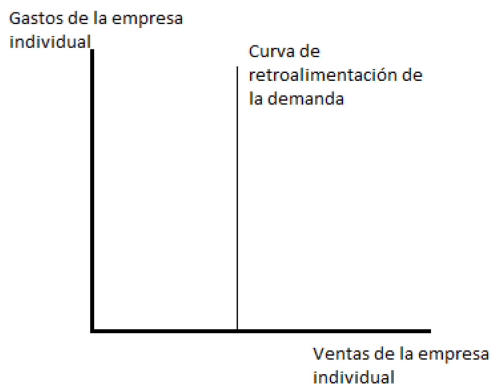 Gastos de la empresa
individual
Curva de
retroalimentación de
la demanda
Ventas de la empresa
individual